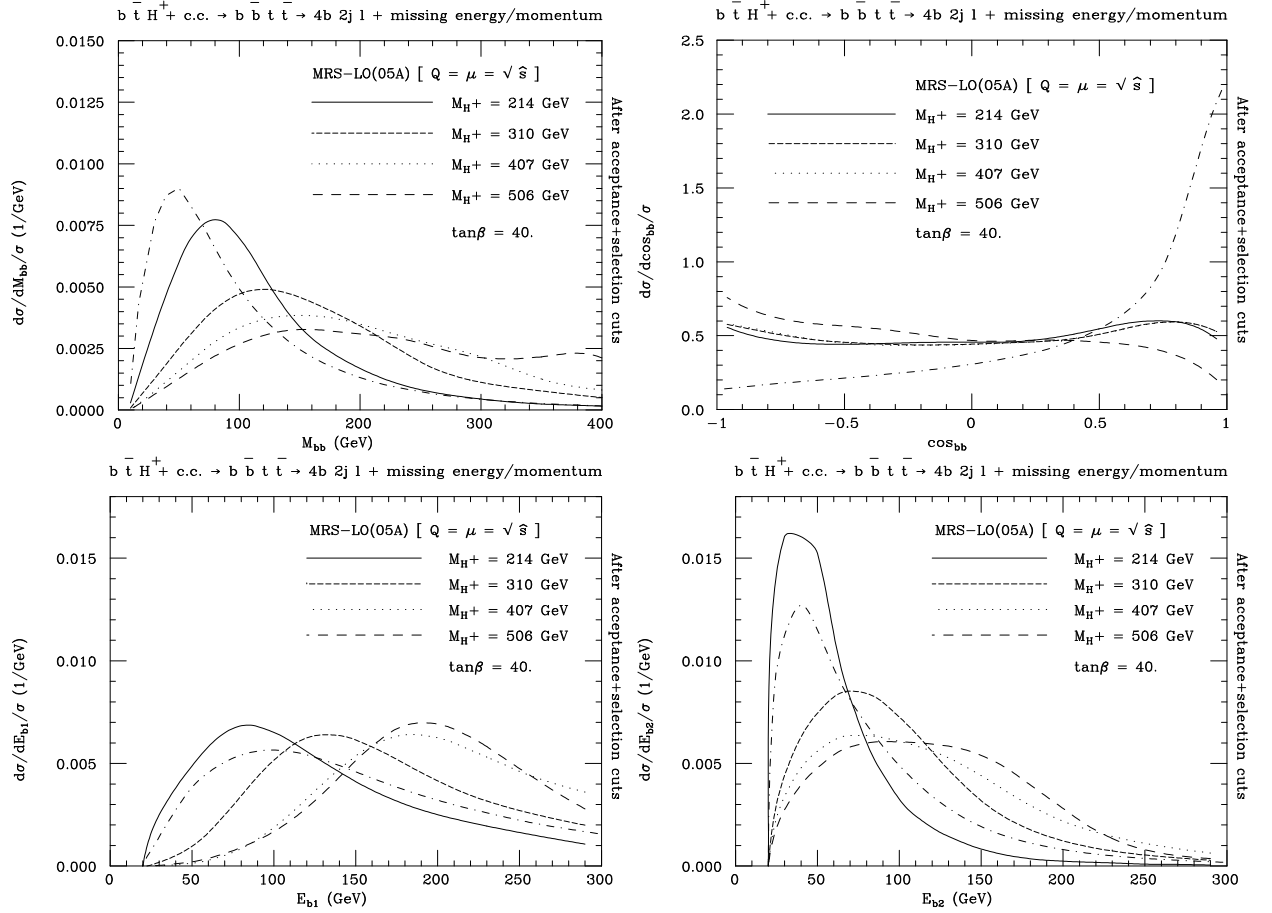 b t̄ H⁺+ c.c. → b b̄ t t̄ → 4b 2j l + missing energy/momentum
MRS-LO(05A) [ Q = μ = √ŝ ]
M_H+ = 214 GeV
M_H+ = 310 GeV
M_H+ = 407 GeV
M_H+ = 506 GeV
tanβ = 40.
After acceptance+selection cuts
dσ/dM_bb/σ (1/GeV)
0.0150
0.0125
0.0100
0.0075
0.0050
0.0025
0.0000
0 100 200 300 400
M_bb (GeV)
b t̄ H⁺+ c.c. → b b̄ t t̄ → 4b 2j l + missing energy/momentum
MRS-LO(05A) [ Q = μ = √ŝ ]
M_H+ = 214 GeV
M_H+ = 310 GeV
M_H+ = 407 GeV
M_H+ = 506 GeV
tanβ = 40.
After acceptance+selection cuts
dσ/dcos_bb/σ
2.5
2.0
1.5
1.0
0.5
0.0
−1 −0.5 0 0.5 1
cos_bb
b t̄ H⁺+ c.c. → b b̄ t t̄ → 4b 2j l + missing energy/momentum
MRS-LO(05A) [ Q = μ = √ŝ ]
M_H+ = 214 GeV
M_H+ = 310 GeV
M_H+ = 407 GeV
M_H+ = 506 GeV
tanβ = 40.
After acceptance+selection cuts
dσ/dE_b1/σ (1/GeV)
0.015
0.010
0.005
0.000
0 50 100 150 200 250 300
E_b1 (GeV)
b t̄ H⁺+ c.c. → b b̄ t t̄ → 4b 2j l + missing energy/momentum
MRS-LO(05A) [ Q = μ = √ŝ ]
M_H+ = 214 GeV
M_H+ = 310 GeV
M_H+ = 407 GeV
M_H+ = 506 GeV
tanβ = 40.
After acceptance+selection cuts
dσ/dE_b2/σ (1/GeV)
0.015
0.010
0.005
0.000
0 50 100 150 200 250 300
E_b2 (GeV)